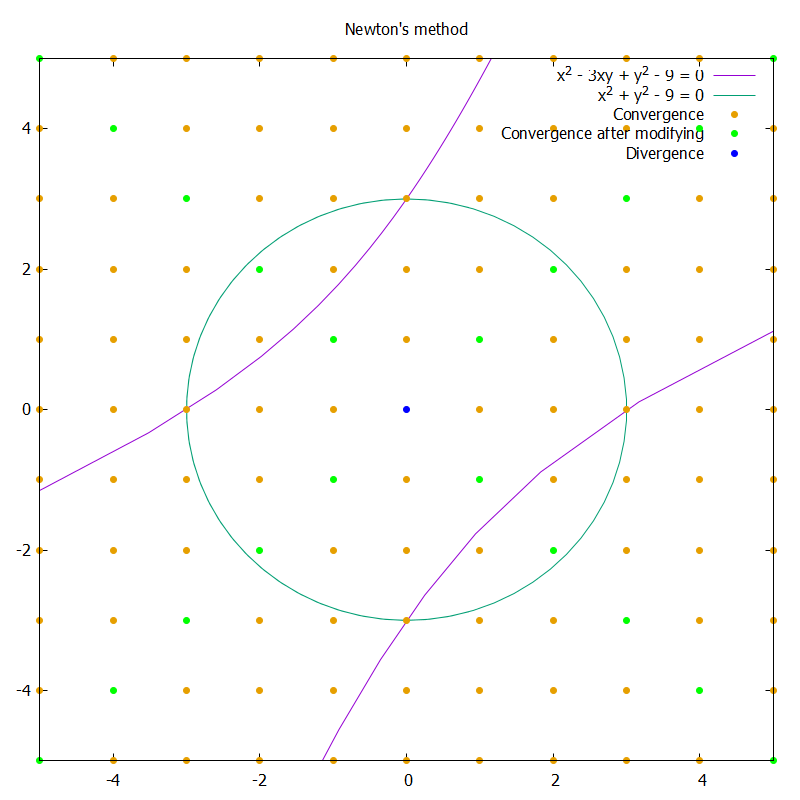 Newton's method
x² - 3xy + y² - 9 = 0
x² + y² - 9 = 0
Convergence
Convergence after modifying
Divergence
4
2
0
-2
-4
-4 -2 0 2 4